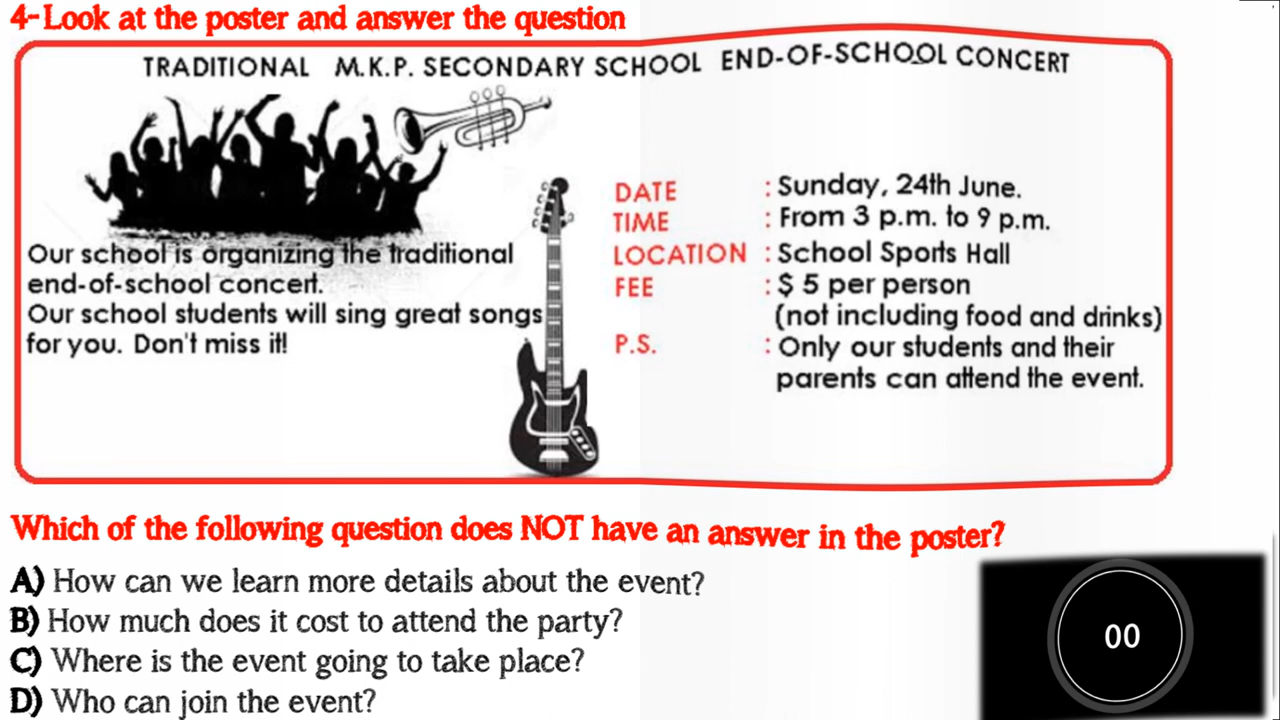 4-Look at the poster and answer the question
TRADITIONAL M.K.P. SECONDARY SCHOOL END-OF-SCHOOL CONCERT
Our school is organizing the traditional
end-of-school concert.
Our school students will sing great songs
for you. Don't miss it!
DATE : Sunday, 24th June.
TIME : From 3 p.m. to 9 p.m.
LOCATION : School Sports Hall
FEE : $ 5 per person
(not including food and drinks)
P.S. : Only our students and their
parents can attend the event.
Which of the following question does NOT have an answer in the poster?
A) How can we learn more details about the event?
B) How much does it cost to attend the party?
C) Where is the event going to take place?
D) Who can join the event?
00